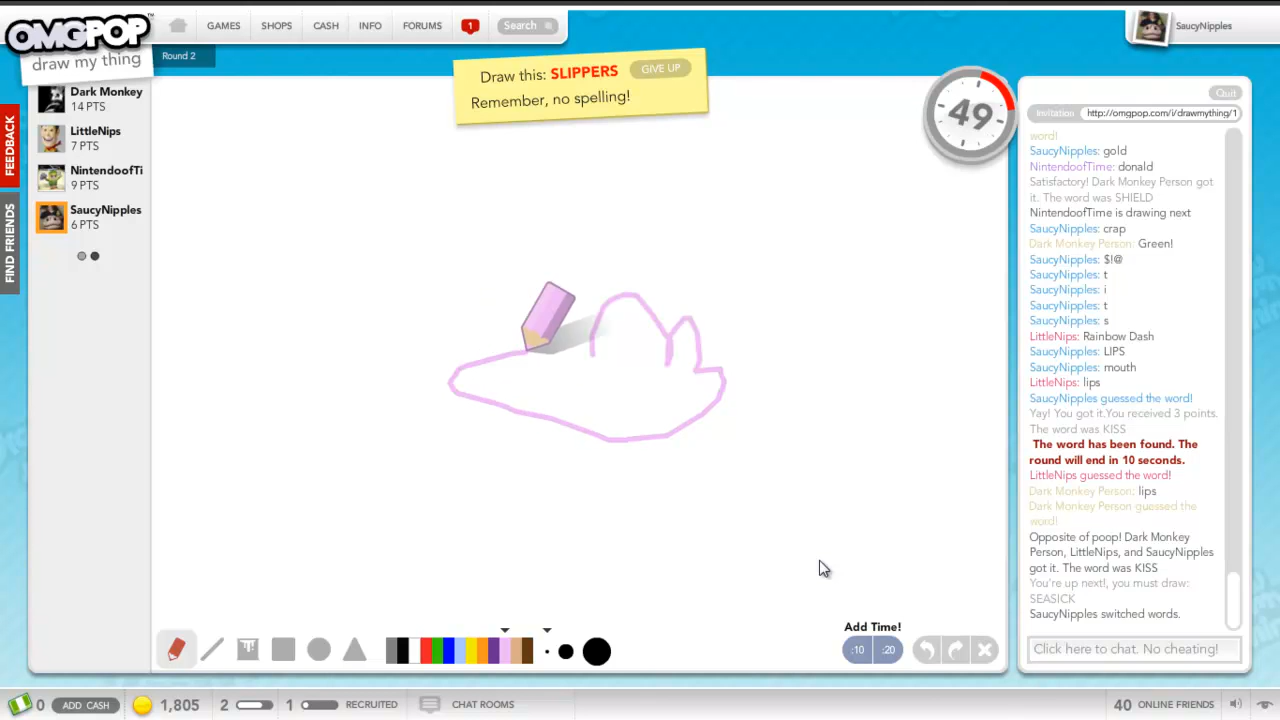 OMGPOP™
draw my thing
GAMES
SHOPS
CASH
INFO
FORUMS
1
Search
SaucyNipples
Round 2
Draw this: SLIPPERS
GIVE UP
Remember, no spelling!
49
FEEDBACK
FIND FRIENDS
Dark Monkey
14 PTS
LittleNips
7 PTS
NintendoofTi
9 PTS
SaucyNipples
6 PTS
Quit
Invitation http://omgpop.com/i/drawmything/1
word!
SaucyNipples: gold
NintendoofTime: donald
Satisfactory! Dark Monkey Person got
it. The word was SHIELD
NintendoofTime is drawing next
SaucyNipples: crap
Dark Monkey Person: Green!
SaucyNipples: $!@
SaucyNipples: t
SaucyNipples: i
SaucyNipples: t
SaucyNipples: s
LittleNips: Rainbow Dash
SaucyNipples: LIPS
SaucyNipples: mouth
LittleNips: lips
SaucyNipples guessed the word!
Yay! You got it.You received 3 points.
The word was KISS
The word has been found. The
round will end in 10 seconds.
LittleNips guessed the word!
Dark Monkey Person: lips
Dark Monkey Person guessed the
word!
Opposite of poop! Dark Monkey
Person, LittleNips, and SaucyNipples
got it. The word was KISS
You're up next!, you must draw:
SEASICK
SaucyNipples switched words.
Click here to chat. No cheating!
Add Time!
:10 :20
T
0
ADD CASH
1,805
2
1
RECRUITED
CHAT ROOMS
40 ONLINE FRIENDS